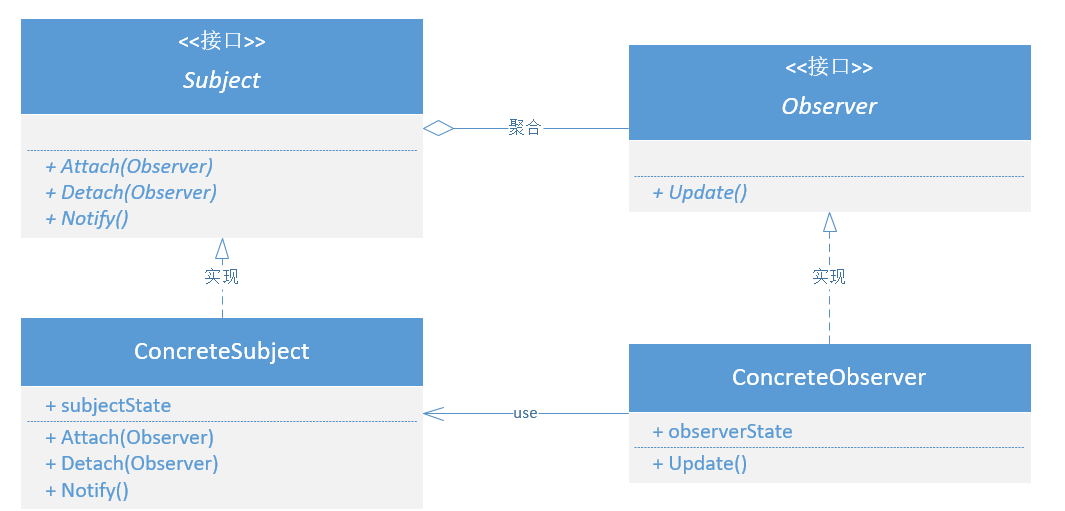 <<接口>>
Subject
+ Attach(Observer)
+ Detach(Observer)
+ Notify()
聚合
<<接口>>
Observer
+ Update()
实现
实现
ConcreteSubject
+ subjectState
+ Attach(Observer)
+ Detach(Observer)
+ Notify()
use
ConcreteObserver
+ observerState
+ Update()